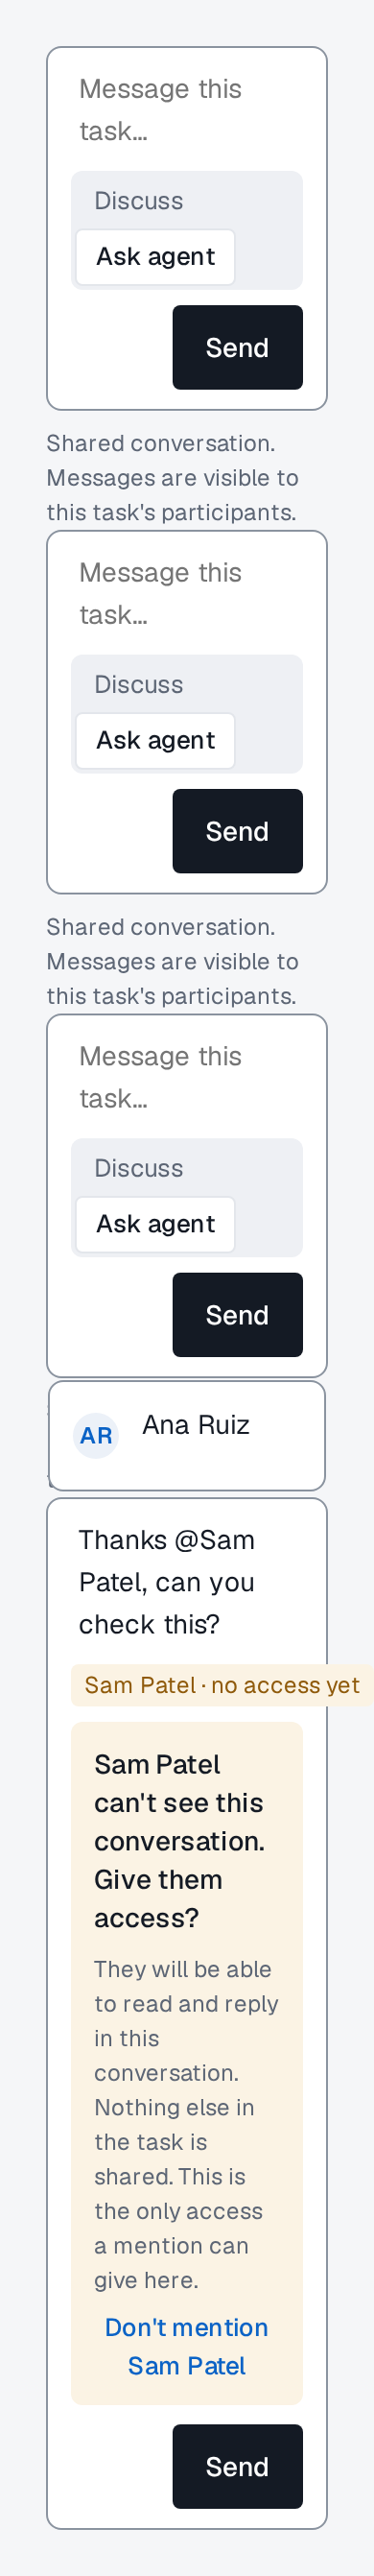 Message this
task...
Discuss
Ask agent
Send
Shared conversation.
Messages are visible to
this task's participants.
Message this
task...
Discuss
Ask agent
Send
Shared conversation.
Messages are visible to
this task's participants.
Message this
task...
Discuss
Ask agent
Send
AR
Ana Ruiz
Thanks @Sam
Patel, can you
check this?
Sam Patel · no access yet
Sam Patel
can't see this
conversation.
Give them
access?
They will be able
to read and reply
in this
conversation.
Nothing else in
the task is
shared. This is
the only access
a mention can
give here.
Don't mention
Sam Patel
Send